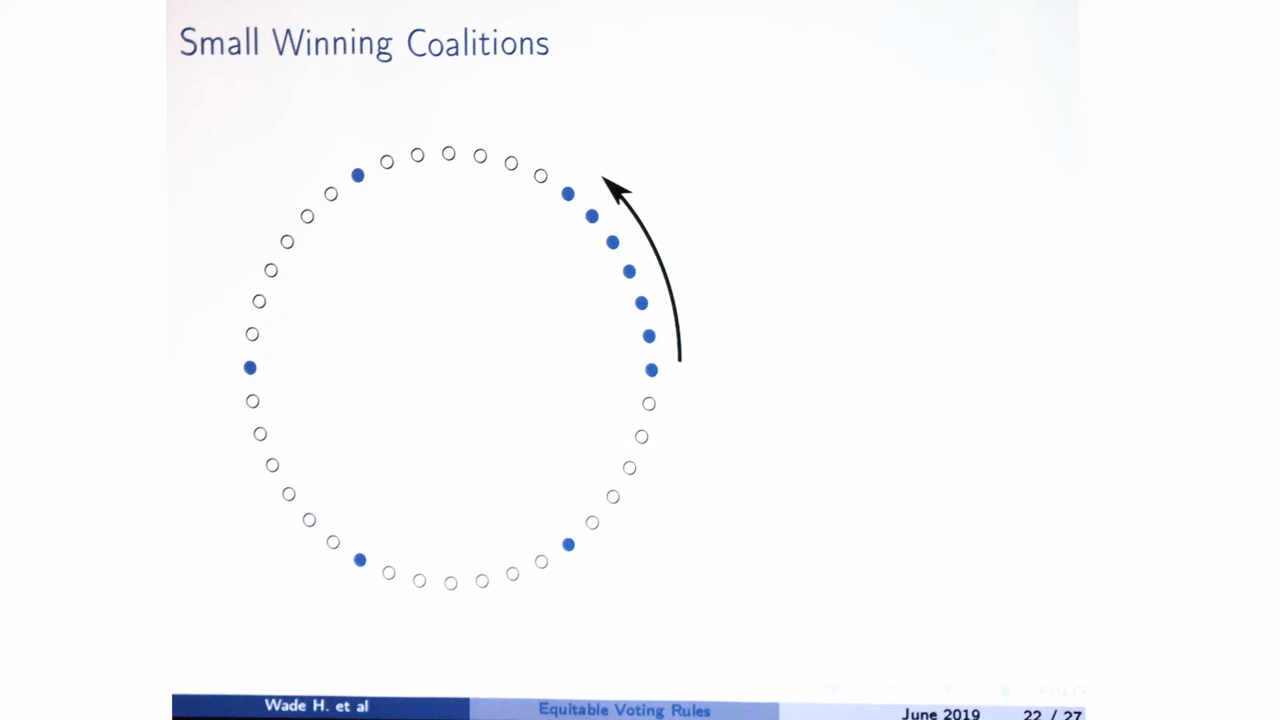 Small Winning Coalitions
Wade H. et al
Equitable Voting Rules
June 2019
22 / 27